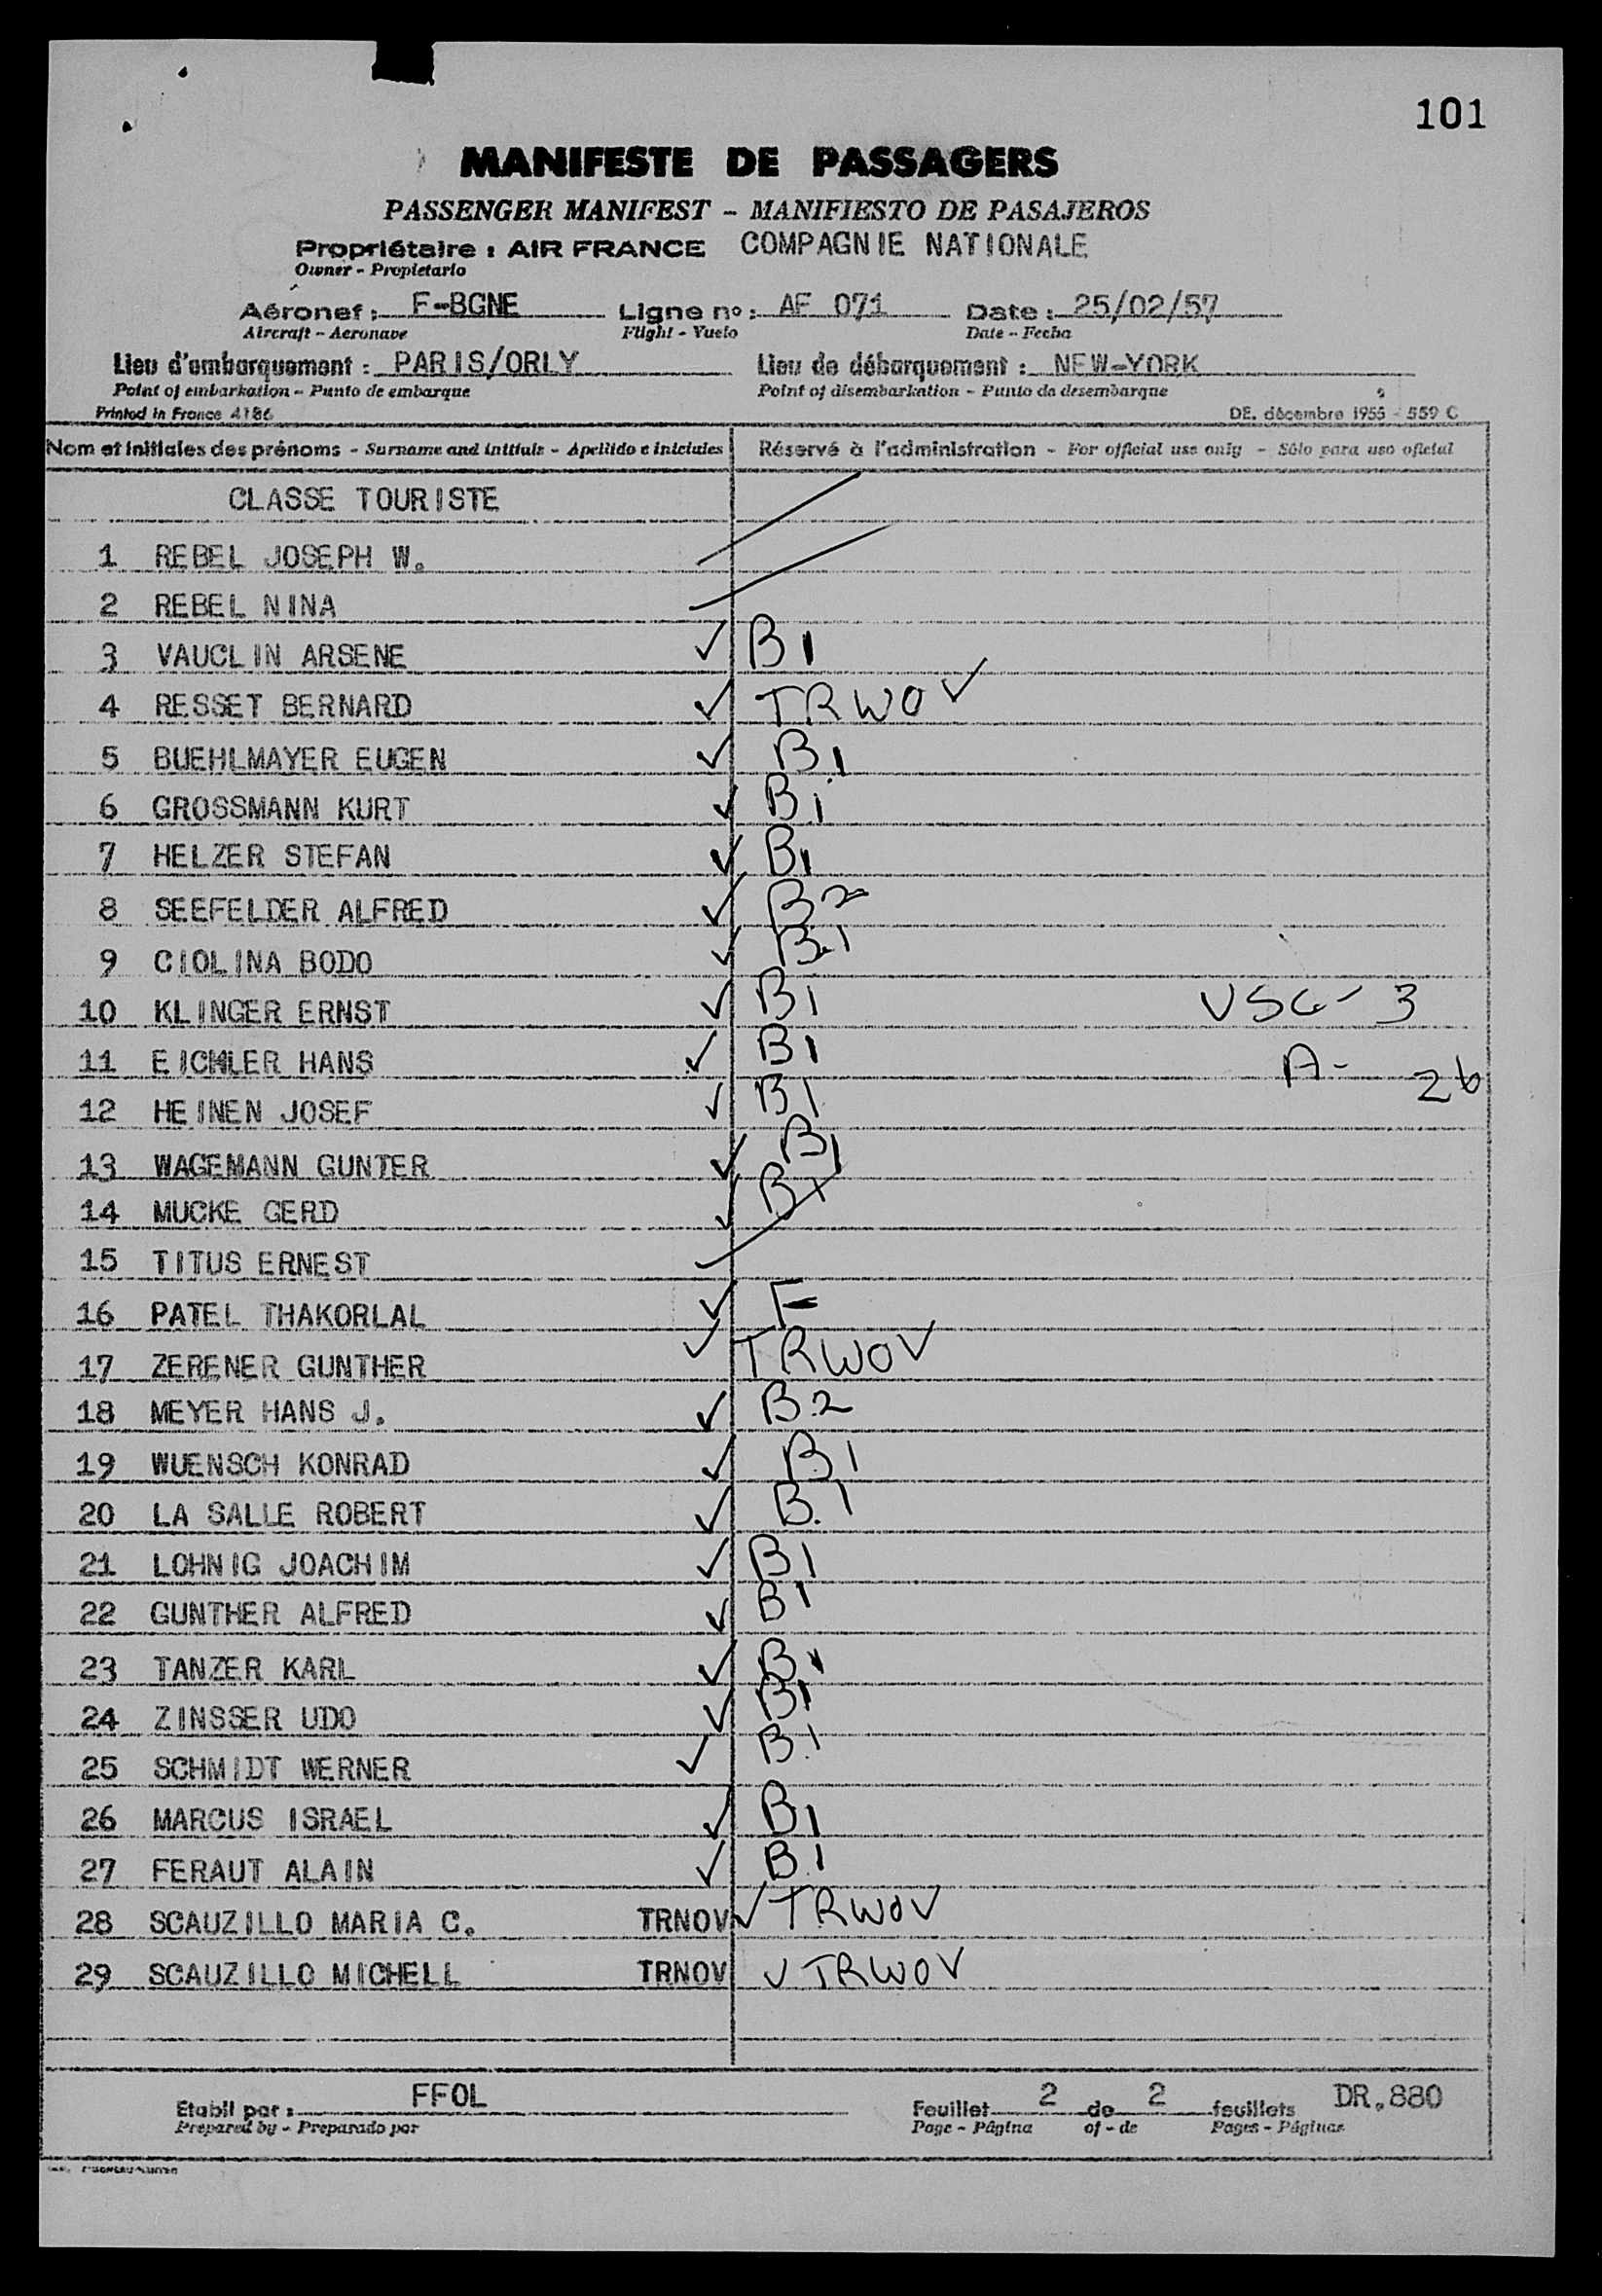 101
MANIFESTE DE PASSAGERS
PASSENGER MANIFEST – MANIFIESTO DE PASAJEROS
Propriétaire : AIR FRANCE COMPAGNIE NATIONALE
Owner - Propietario
Aéronef : F-BGNE Ligne nº : AF 071 Date : 25/02/57
Aircraft - Aeronave Flight - Vuelo Date - Fecha
Lieu d'embarquement : PARIS/ORLY Lieu de débarquement : NEW-YORK
Point of embarkation - Punto de embarque Point of disembarkation - Punto de desembarque
Printed in France 4186 DE. décembre 1955 - 559 C
Nom et initiales des prénoms - Surname and initials - Apellido e iniciales Réservé à l'administration - For official use only - Sólo para uso oficial
CLASSE TOURISTE
1 REBEL JOSEPH W.
2 REBEL NINA
3 VAUCLIN ARSENE ✓ B1
4 RESSET BERNARD ✓ TRWOV
5 BUEHLMAYER EUGEN ✓ B1
6 GROSSMANN KURT ✓ B1
7 HELZER STEFAN ✓ B1
8 SEEFELDER ALFRED ✓ B2
9 CIOLINA BODO ✓ B.1
10 KLINGER ERNST ✓ B1 USC- 3
11 EICHLER HANS ✓ B1 A- 26
12 HEINEN JOSEF ✓ B1
13 WAGEMANN GUNTER ✓ B1
14 MUCKE GERD ✓ B1
15 TITUS ERNEST
16 PATEL THAKORLAL ✓ F
17 ZERENER GUNTHER ✓ TRWOV
18 MEYER HANS J. ✓ B.2
19 WUENSCH KONRAD ✓ B1
20 LA SALLE ROBERT ✓ B.1
21 LOHNIG JOACHIM ✓ B1
22 GUNTHER ALFRED ✓ B1
23 TANZER KARL ✓ B1
24 ZINSSER UDO ✓ B1
25 SCHMIDT WERNER ✓ B.1
26 MARCUS ISRAEL ✓ B1
27 FERAUT ALAIN ✓ B.1
28 SCAUZILLO MARIA C. TRNOV ✓ TRWOV
29 SCAUZILLO MICHELL TRNOV ✓ TRWOV
Etabli par : FFOL Feuillet 2 de 2 feuillets DR.880
Prepared by - Preparado por Page - Página of - de Pages - Páginas